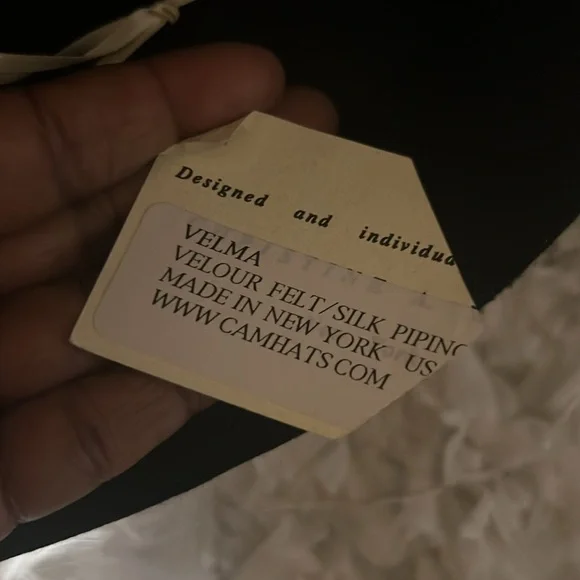 Designed and individua
VELMA
VELOUR FELT/SILK PIPING
MADE IN NEW YORK US
WWW.CAMHATS.COM